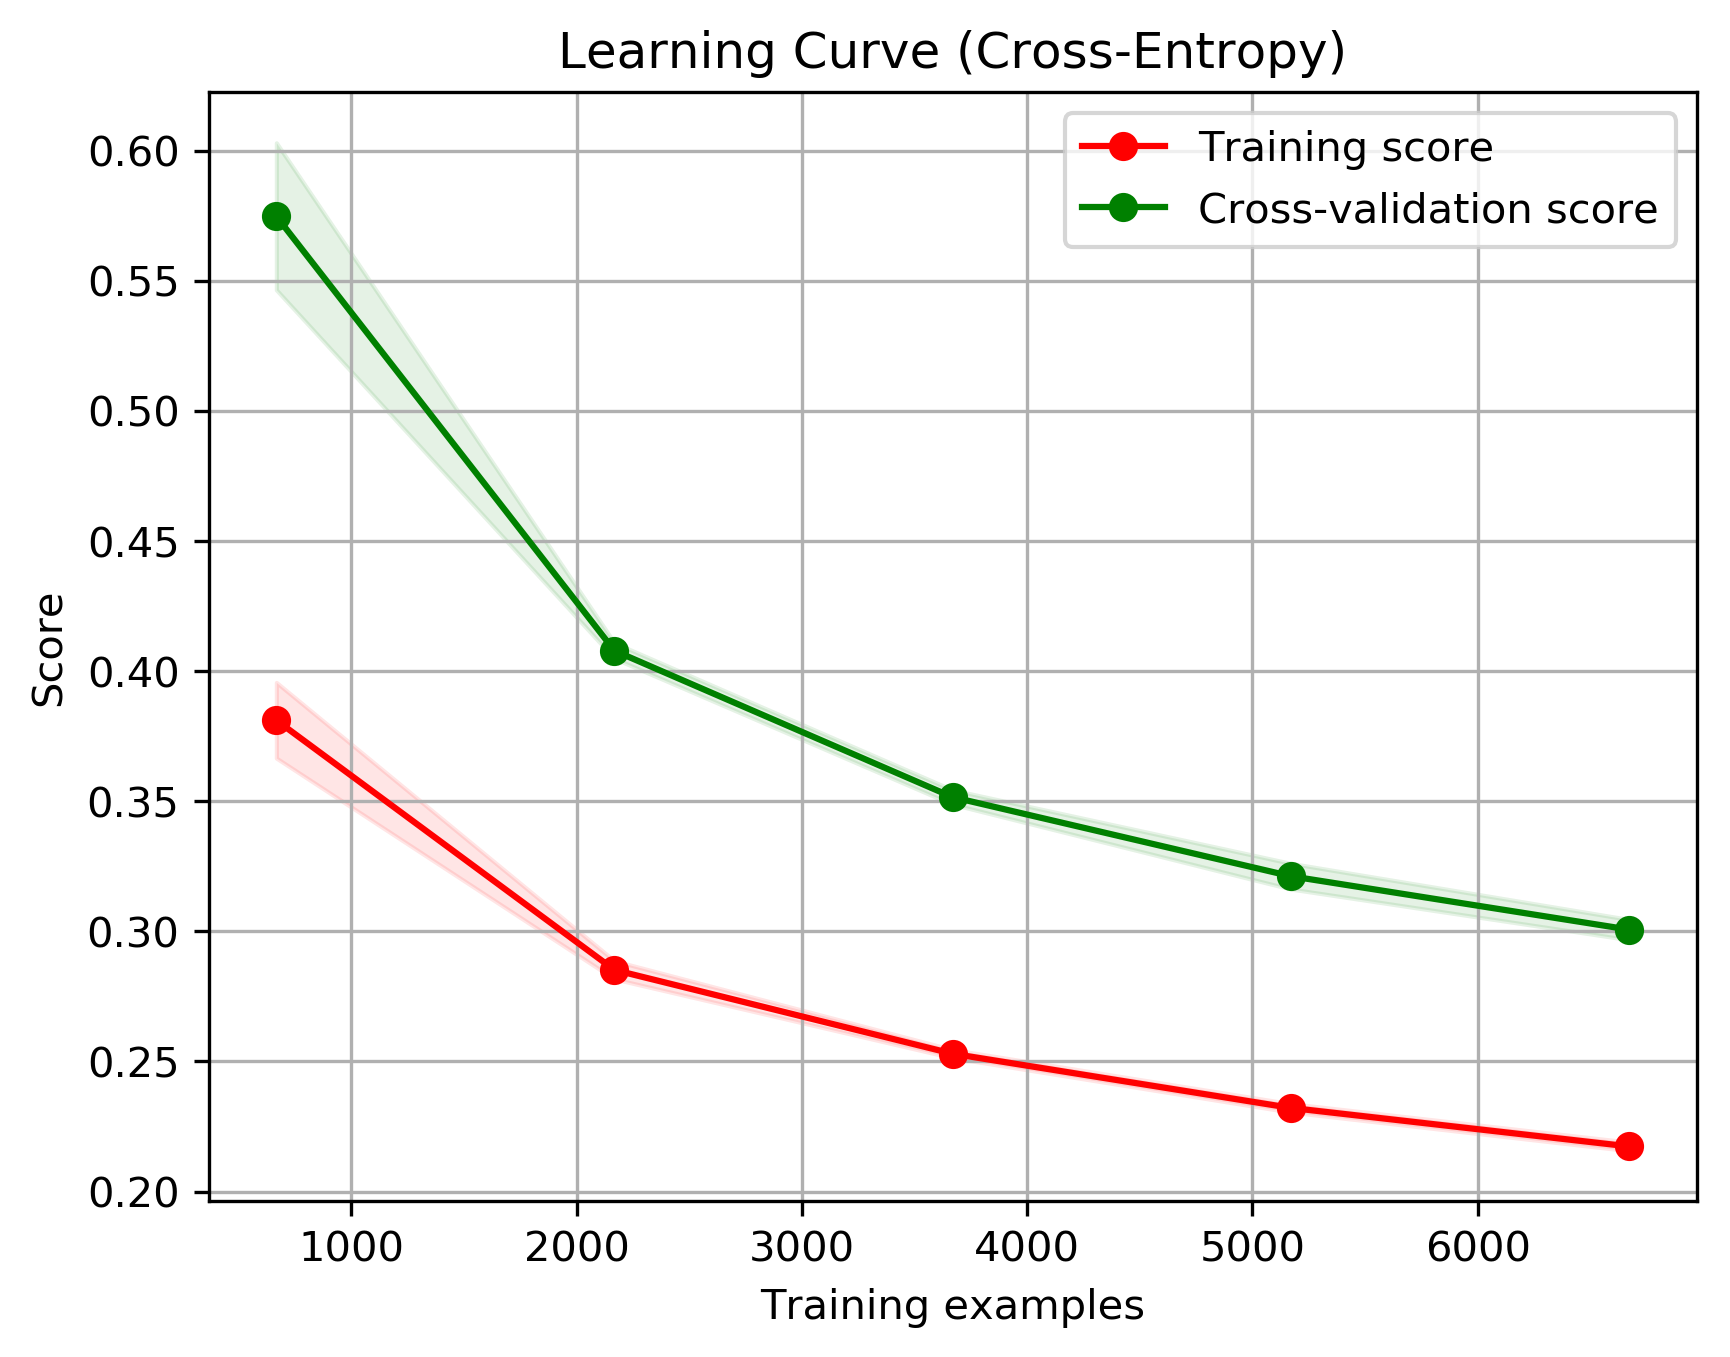 Learning Curve (Cross-Entropy)
Training score
Cross-validation score
0.60
0.55
0.50
0.45
0.40
0.35
0.30
0.25
0.20
Score
1000 2000 3000 4000 5000 6000
Training examples